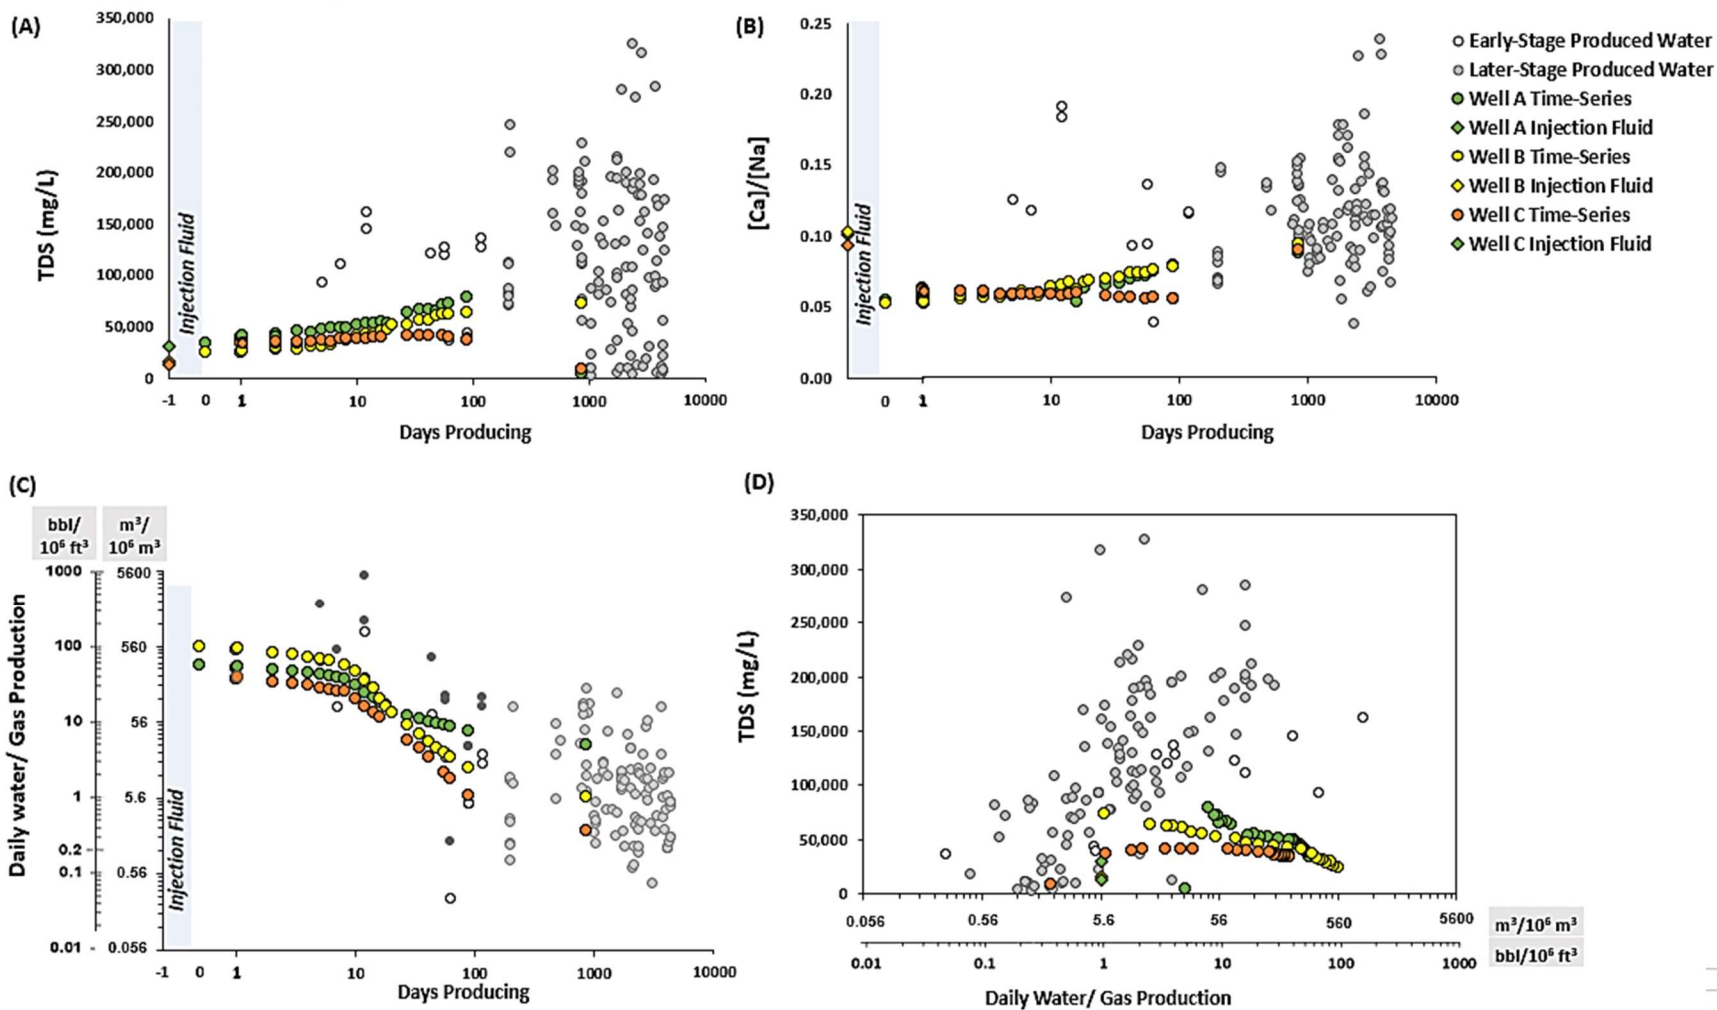 (A)
350,000
300,000
250,000
200,000
150,000
100,000
50,000
0
TDS (mg/L)
Injection Fluid
-1 0 1 10 100 1000 10000
Days Producing
(B)
0.25
0.20
0.15
0.10
0.05
0.00
[Ca]/[Na]
Injection Fluid
0 1 10 100 1000 10000
Days Producing
Early-Stage Produced Water
Later-Stage Produced Water
Well A Time-Series
Well A Injection Fluid
Well B Time-Series
Well B Injection Fluid
Well C Time-Series
Well C Injection Fluid
(C)
bbl/
10⁶ ft³
m³/
10⁶ m³
1000
100
10
1
0.2
0.1
0.01
5600
560
56
5.6
0.56
0.056
Daily water/ Gas Production
Injection Fluid
-1 0 1 10 100 1000 10000
Days Producing
(D)
350,000
300,000
250,000
200,000
150,000
100,000
50,000
0
TDS (mg/L)
0.056 0.56 5.6 56 560 5600
m³/10⁶ m³
0.01 0.1 1 10 100 1000
bbl/10⁶ ft³
Daily Water/ Gas Production